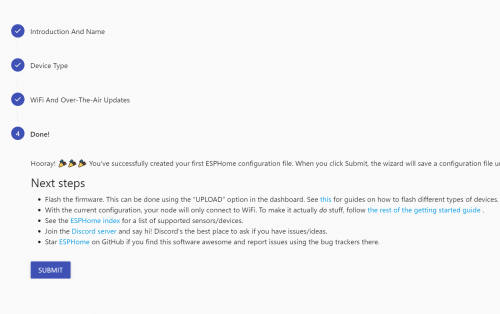 Introduction And Name
Device Type
WiFi And Over-The-Air Updates
4 Done!
Hooray! 🎉🎉🎉 You've successfully created your first ESPHome configuration file. When you click Submit, the wizard will save a configuration file
Next steps
Flash the firmware. This can be done using the "UPLOAD" option in the dashboard. See this for guides on how to flash different types of devices.
With the current configuration, your node will only connect to WiFi. To make it actually do stuff, follow the rest of the getting started guide .
See the ESPHome index for a list of supported sensors/devices.
Join the Discord server and say hi! Discord's the best place to ask if you have issues/ideas.
Star ESPHome on GitHub if you find this software awesome and report issues using the bug trackers there.
SUBMIT